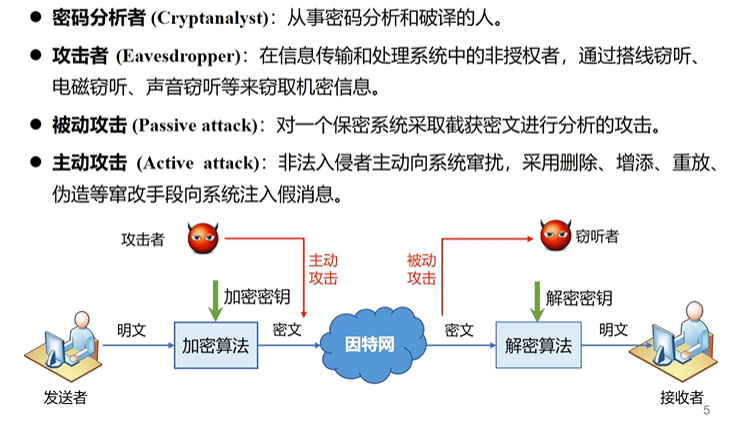 ● 密码分析者 (Cryptanalyst)：从事密码分析和破译的人。
● 攻击者 (Eavesdropper)：在信息传输和处理系统中的非授权者，通过搭线窃听、
电磁窃听、声音窃听等来窃取机密信息。
● 被动攻击 (Passive attack)：对一个保密系统采取截获密文进行分析的攻击。
● 主动攻击 (Active attack)：非法入侵者主动向系统窜扰，采用删除、增添、重放、
伪造等窜改手段向系统注入假消息。
攻击者
窃听者
主动
攻击
被动
攻击
加密密钥
解密密钥
明文
加密算法
密文
因特网
密文
解密算法
明文
发送者
接收者
5